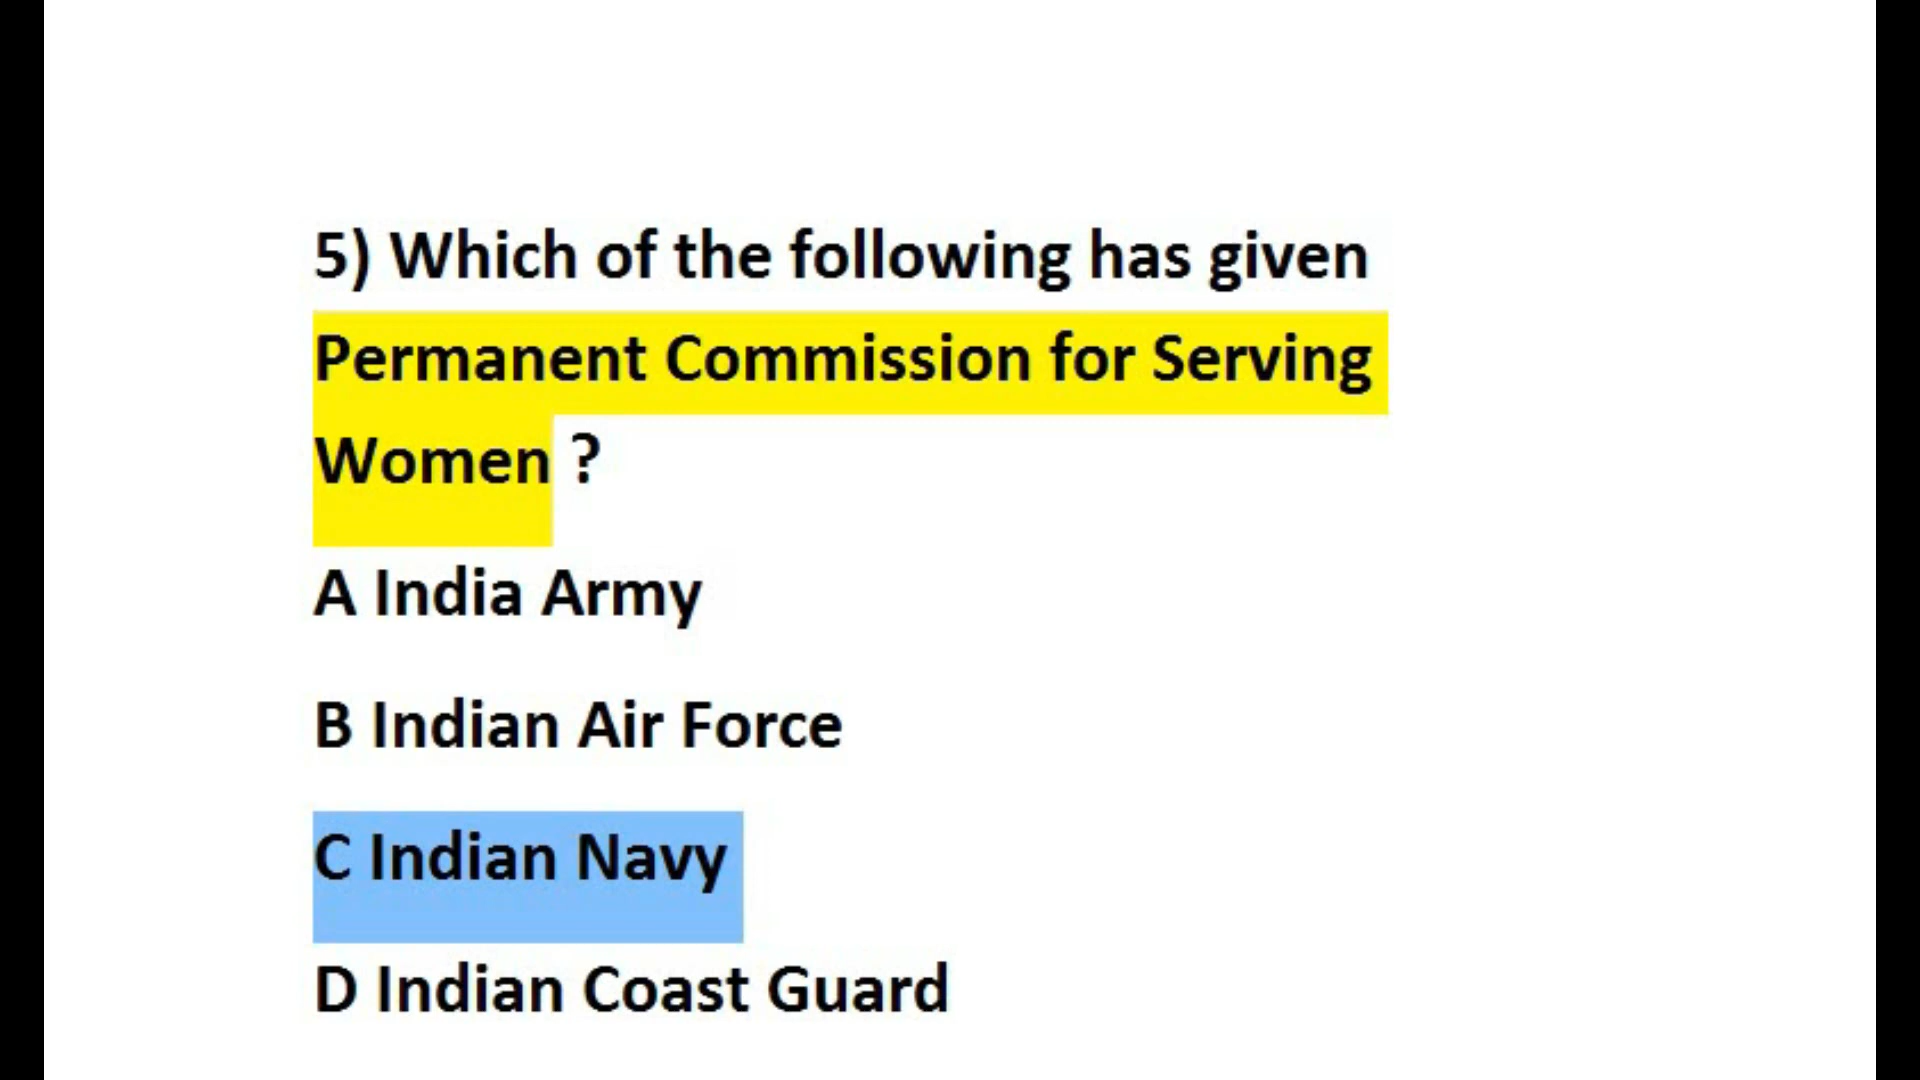 5) Which of the following has given
Permanent Commission for Serving
Women ?
A India Army
B Indian Air Force
C Indian Navy
D Indian Coast Guard